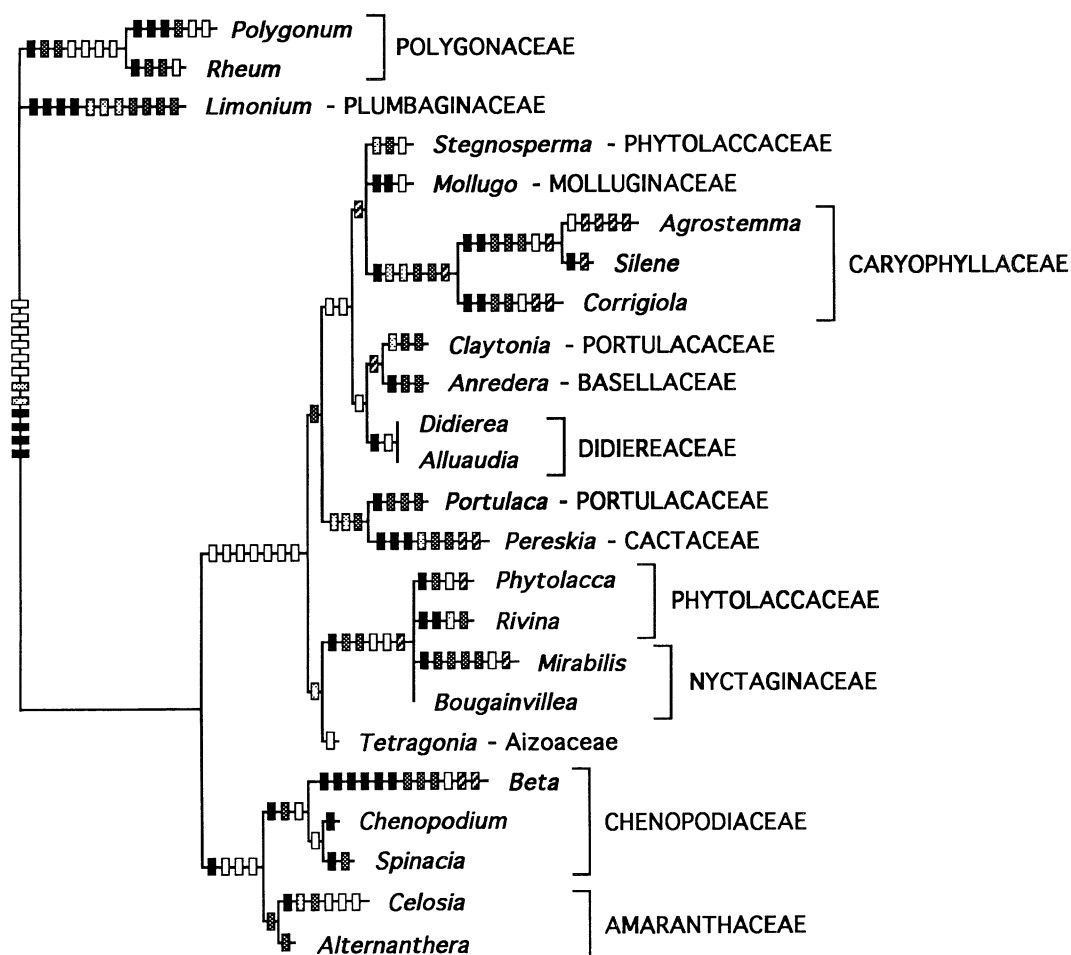 Polygonum
POLYGONACEAE
Rheum
Limonium - PLUMBAGINACEAE
Stegnosperma - PHYTOLACCACEAE
Mollugo - MOLLUGINACEAE
Agrostemma
Silene
CARYOPHYLLACEAE
Corrigiola
Claytonia - PORTULACACEAE
Anredera - BASELLACEAE
Didierea
DIDIEREACEAE
Alluaudia
Portulaca - PORTULACACEAE
Pereskia - CACTACEAE
Phytolacca
PHYTOLACCACEAE
Rivina
Mirabilis
NYCTAGINACEAE
Bougainvillea
Tetragonia - Aizoaceae
Beta
Chenopodium
CHENOPODIACEAE
Spinacia
Celosia
AMARANTHACEAE
Alternanthera